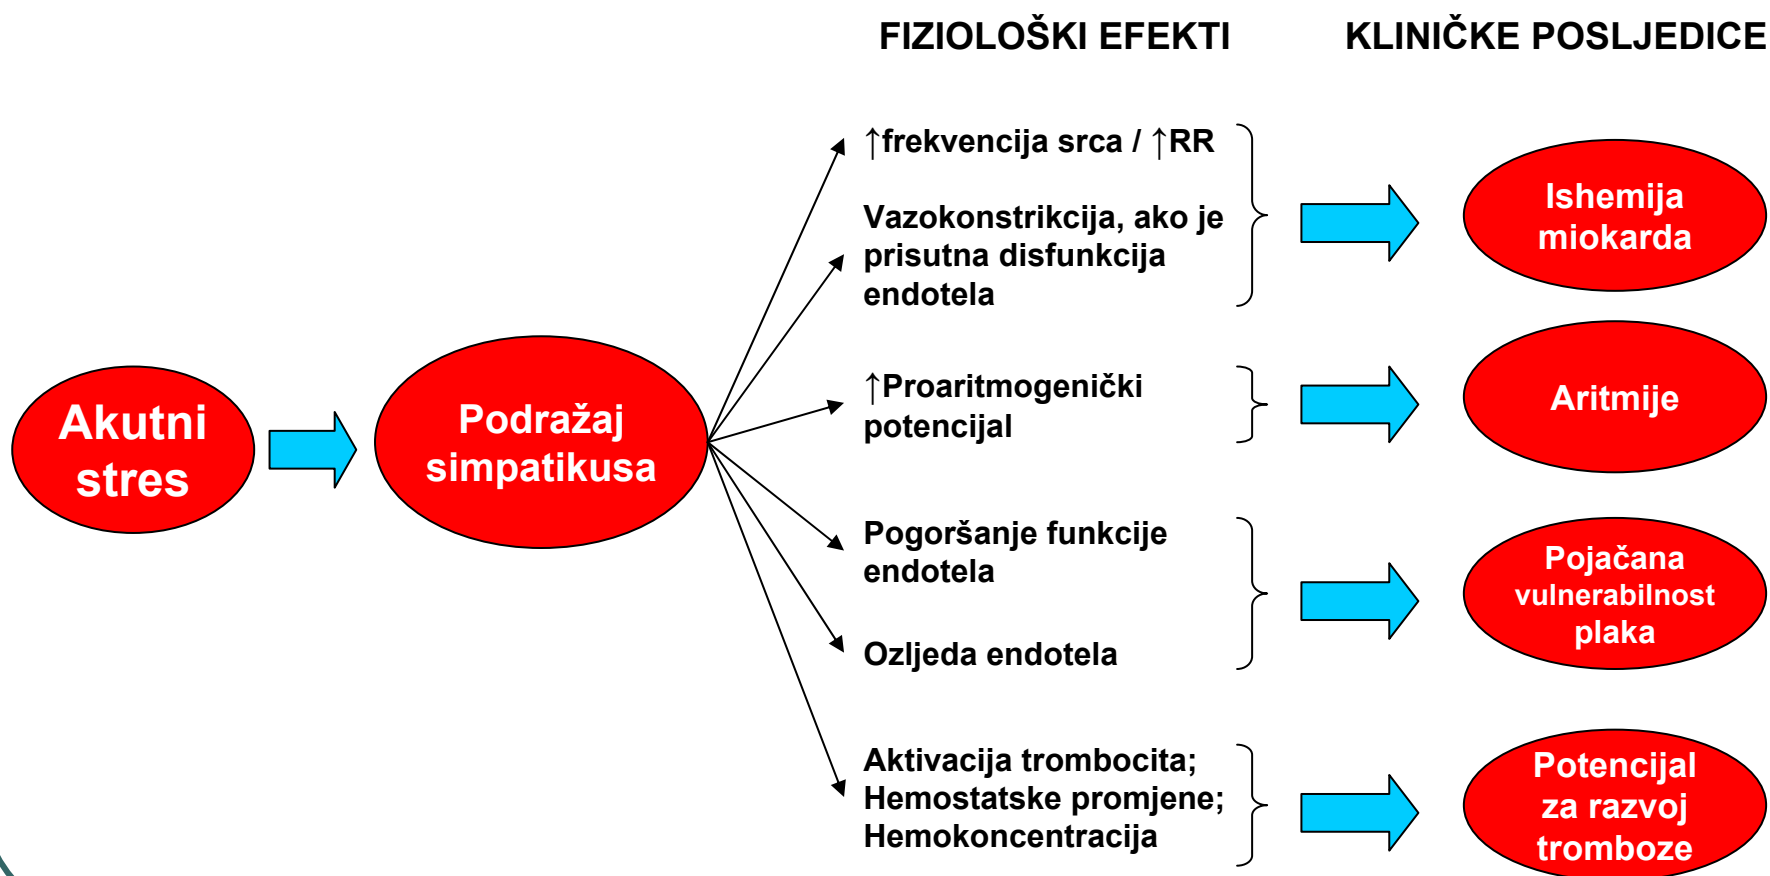 FIZIOLOŠKI EFEKTI
KLINIČKE POSLJEDICE
Akutni
stres
Podražaj
simpatikusa
↑frekvencija srca / ↑RR
Vazokonstrikcija, ako je
prisutna disfunkcija
endotela
↑Proaritmogenički
potencijal
Pogoršanje funkcije
endotela
Ozljeda endotela
Aktivacija trombocita;
Hemostatske promjene;
Hemokoncentracija
Ishemija
miokarda
Aritmije
Pojačana
vulnerabilnost
plaka
Potencijal
za razvoj
tromboze